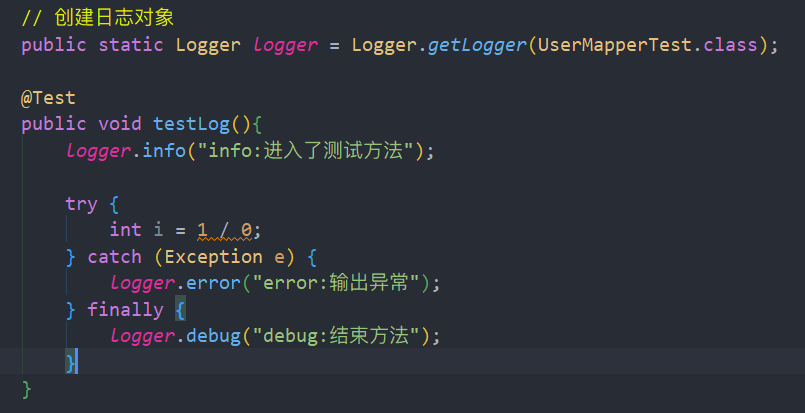 // 创建日志对象
public static Logger logger = Logger.getLogger(UserMapperTest.class);
@Test
public void testLog(){
logger.info("info:进入了测试方法");
try {
int i = 1 / 0;
} catch (Exception e) {
logger.error("error:输出异常");
} finally {
logger.debug("debug:结束方法");
}
}